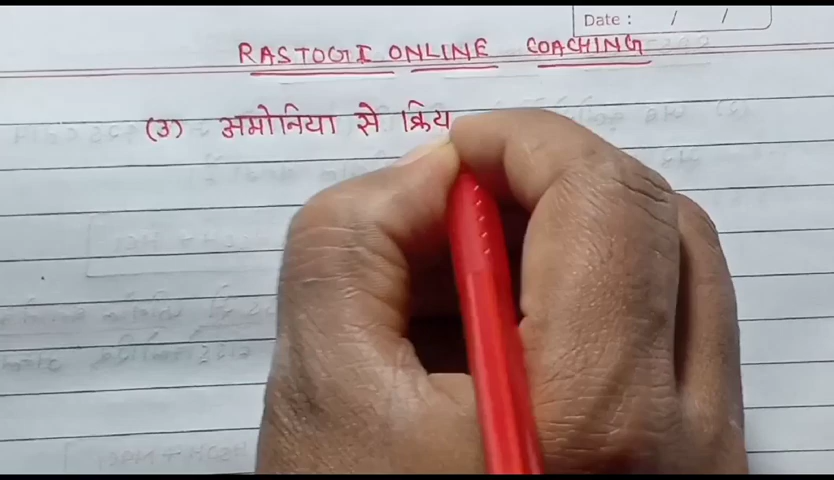 Date : / /
RASTOGI ONLINE COACHING
(3) अमोनिया से क्रिय